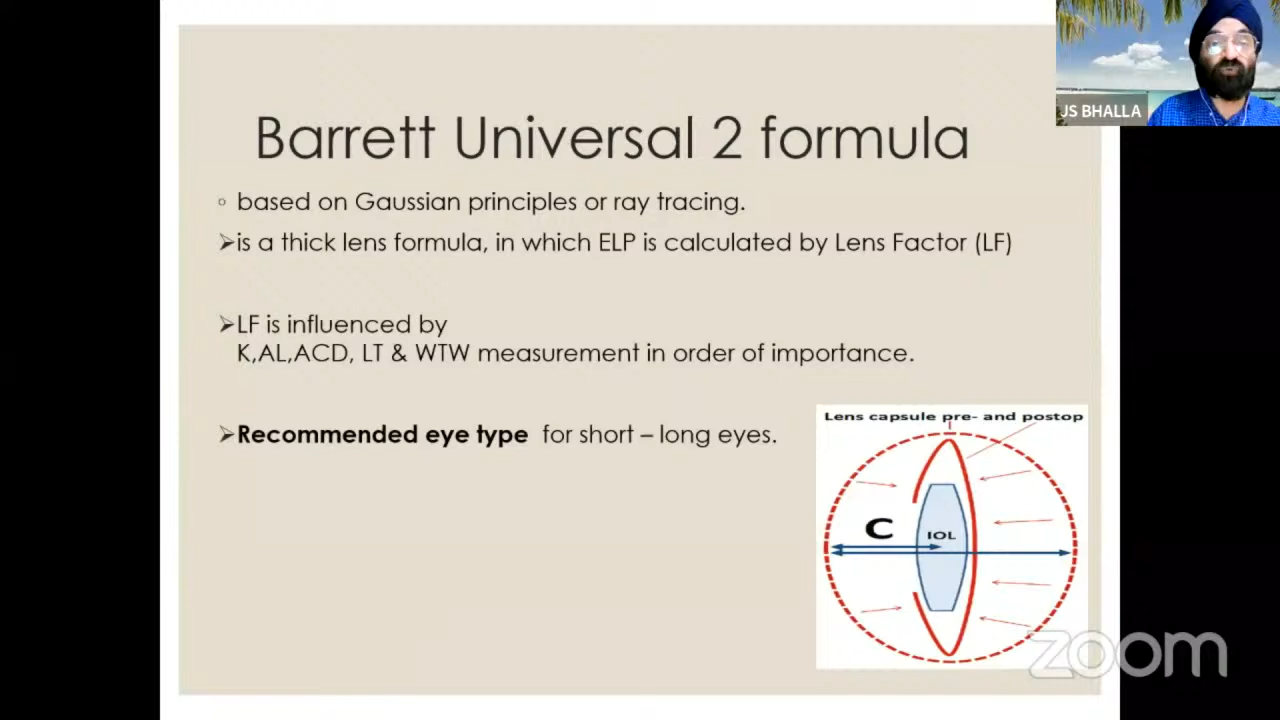 JS BHALLA
Barrett Universal 2 formula
◦ based on Gaussian principles or ray tracing.
➢is a thick lens formula, in which ELP is calculated by Lens Factor (LF)
➢LF is influenced by
K,AL,ACD, LT & WTW measurement in order of importance.
➢Recommended eye type for short – long eyes.
Lens capsule pre- and postop
C
IOL
zoom